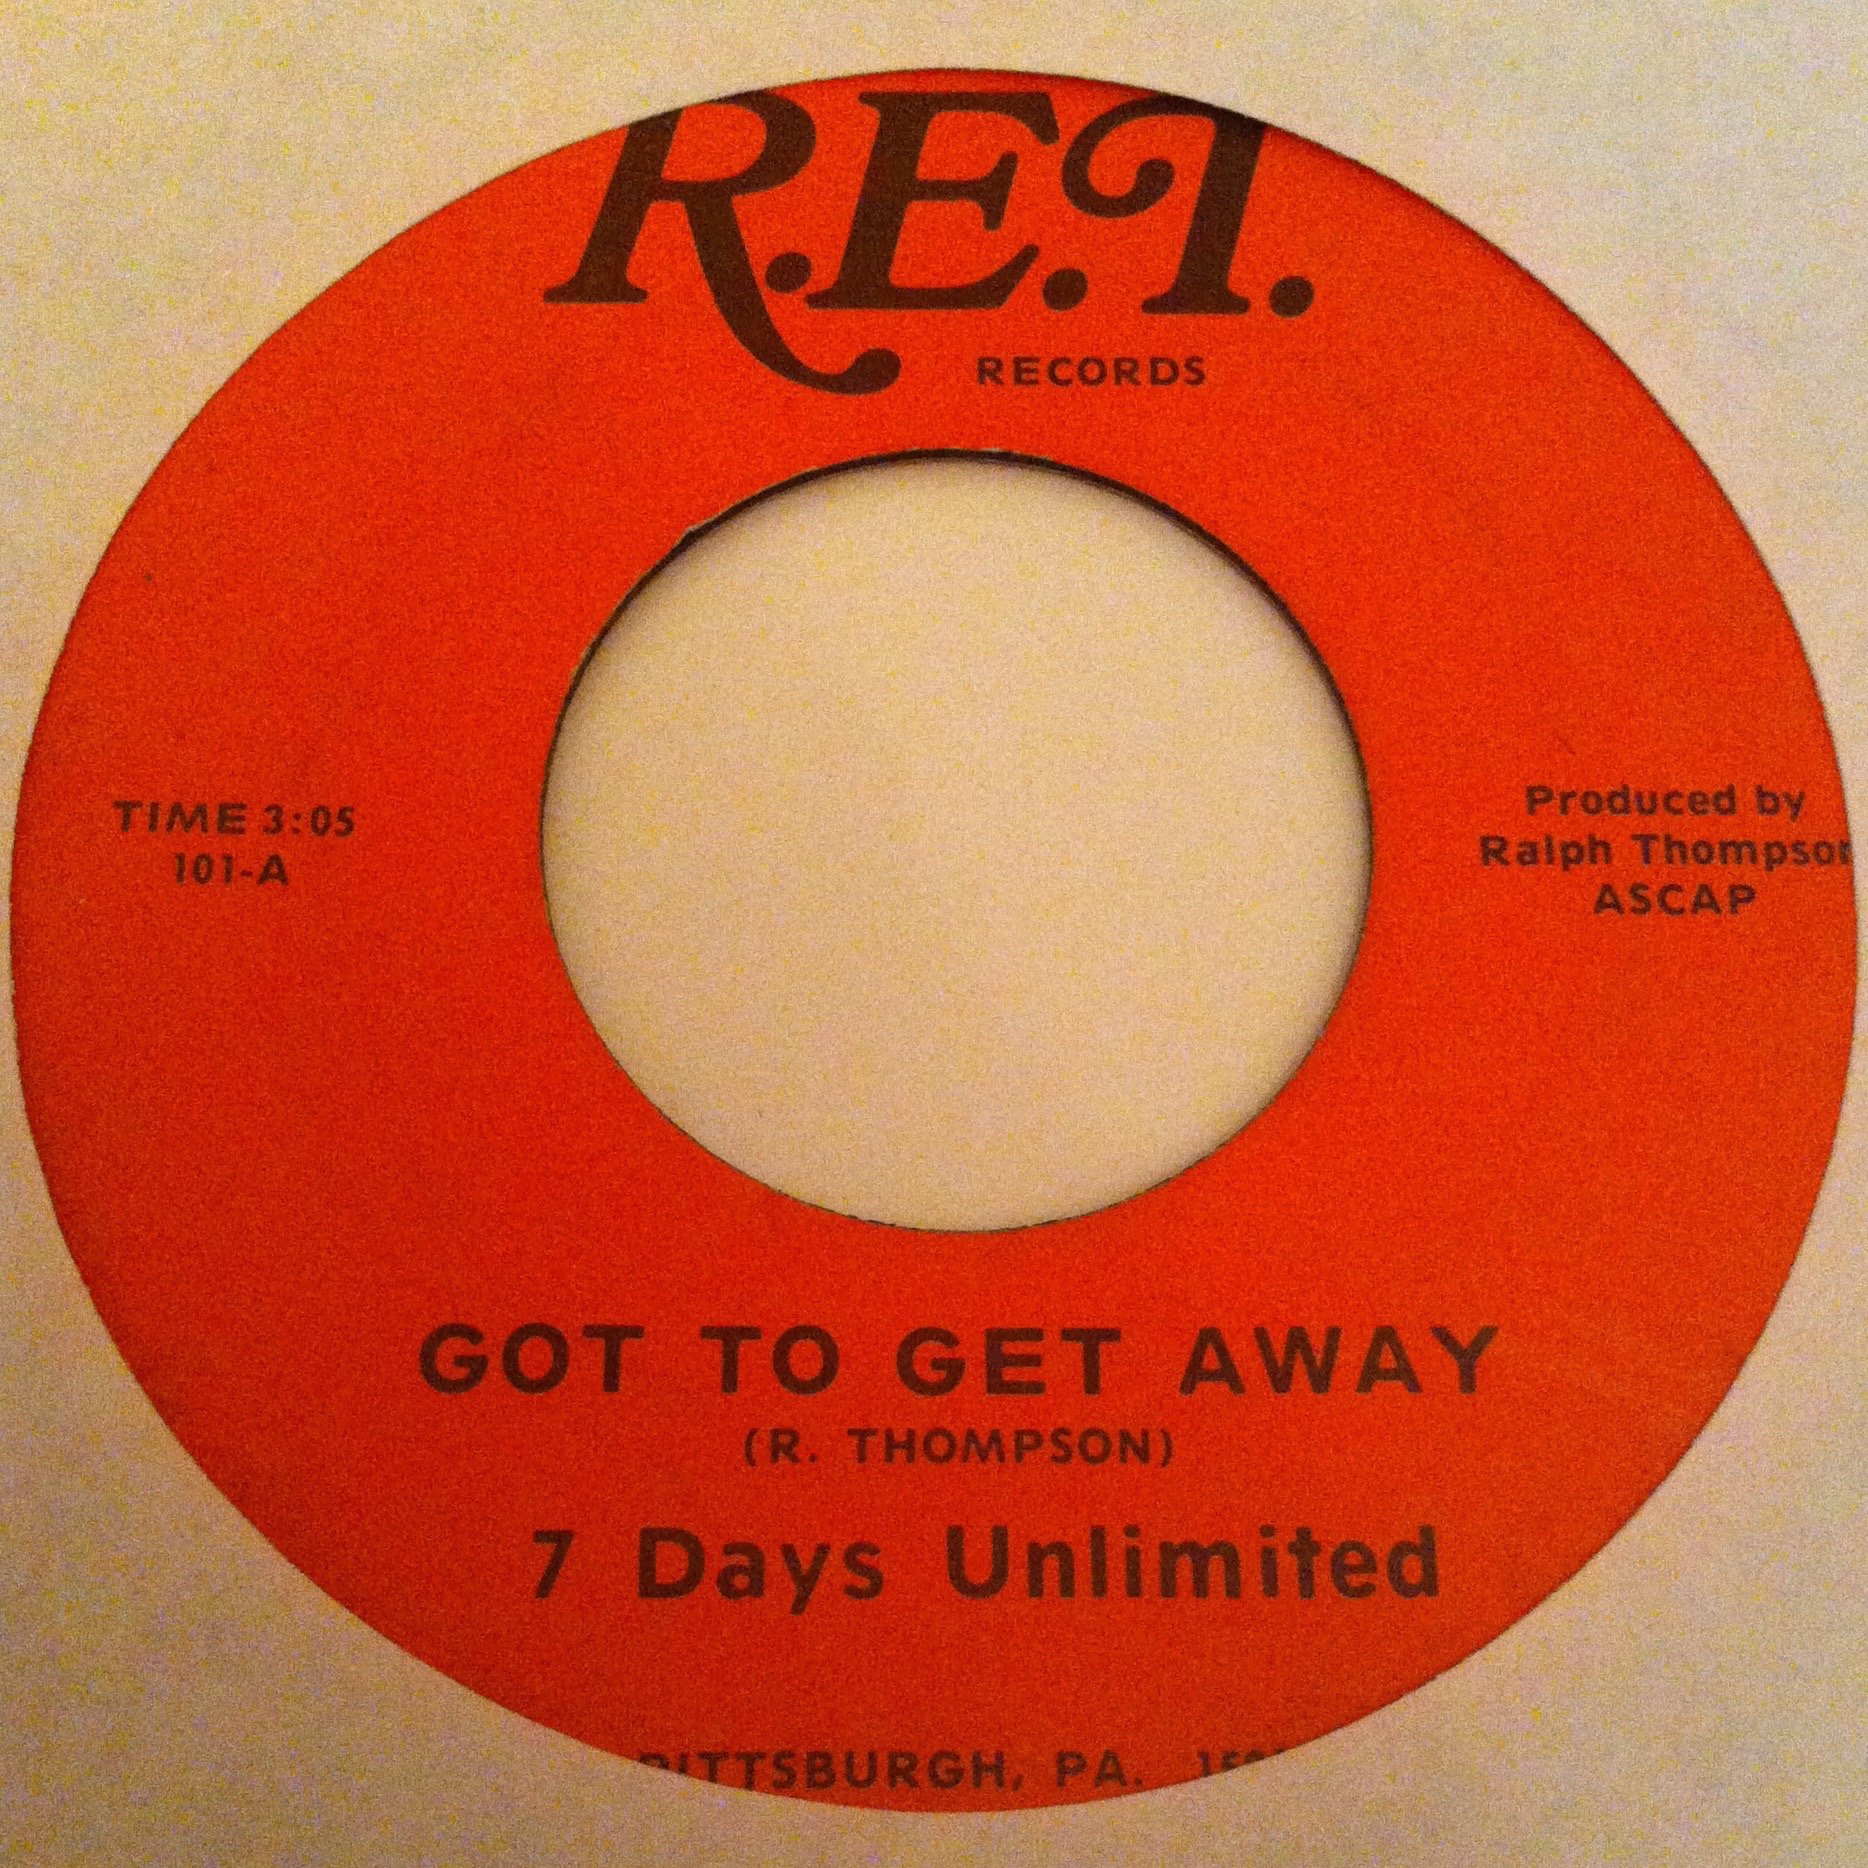 R.E.T.
RECORDS
TIME 3:05
101-A
Produced by
Ralph Thompson
ASCAP
GOT TO GET AWAY
(R. THOMPSON)
7 Days Unlimited
PITTSBURGH, PA.